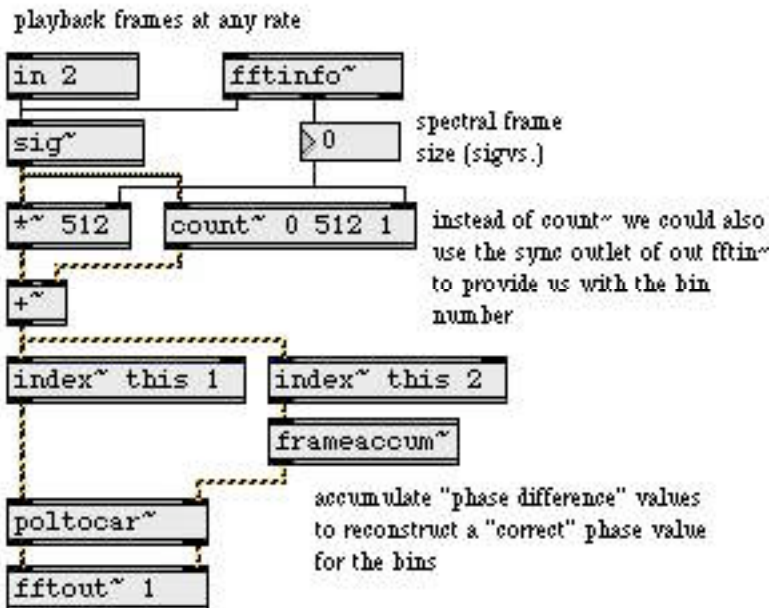 playback frames at any rate
in 2
fftinfo~
sig~
0
spectral frame
size (sigvs.)
*~ 512
count~ 0 512 1
instead of count~ we could also
use the sync outlet of out fftin~
to provide us with the bin
number
+~
index~ this 1
index~ this 2
frameaccum~
accumulate "phase difference" values
to reconstruct a "correct" phase value
for the bins
poltocar~
fftout~ 1